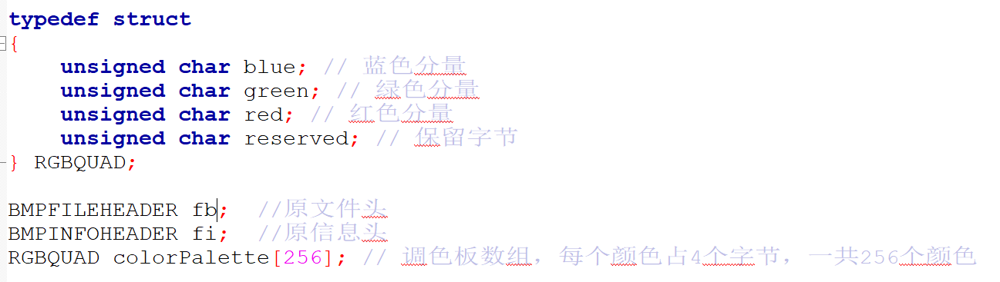 typedef struct
{
    unsigned char blue; // 蓝色分量
    unsigned char green; // 绿色分量
    unsigned char red; // 红色分量
    unsigned char reserved; // 保留字节
} RGBQUAD;
BMPFILEHEADER fb;  //原文件头
BMPINFOHEADER fi;  //原信息头
RGBQUAD colorPalette[256]; // 调色板数组，每个颜色占4个字节，一共256个颜色